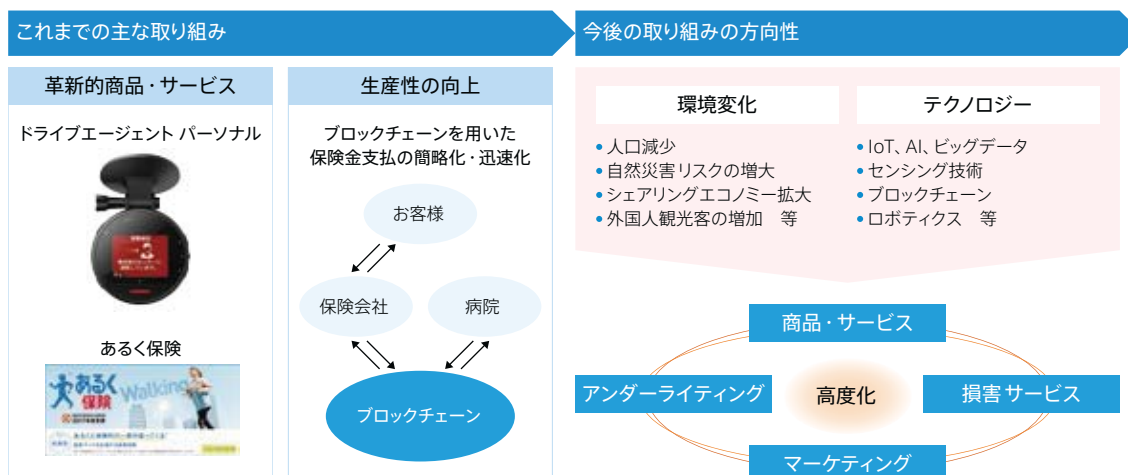 これまでの主な取り組み
今後の取り組みの方向性
革新的商品・サービス
ドライブエージェント パーソナル
あるく保険
あるく
保険
Walking
生産性の向上
ブロックチェーンを用いた
保険金支払の簡略化・迅速化
お客様
保険会社
病院
ブロックチェーン
環境変化
• 人口減少
• 自然災害リスクの増大
• シェアリングエコノミー拡大
• 外国人観光客の増加 等
テクノロジー
• IoT、AI、ビッグデータ
• センシング技術
• ブロックチェーン
• ロボティクス 等
商品・サービス
アンダーライティング
高度化
損害サービス
マーケティング